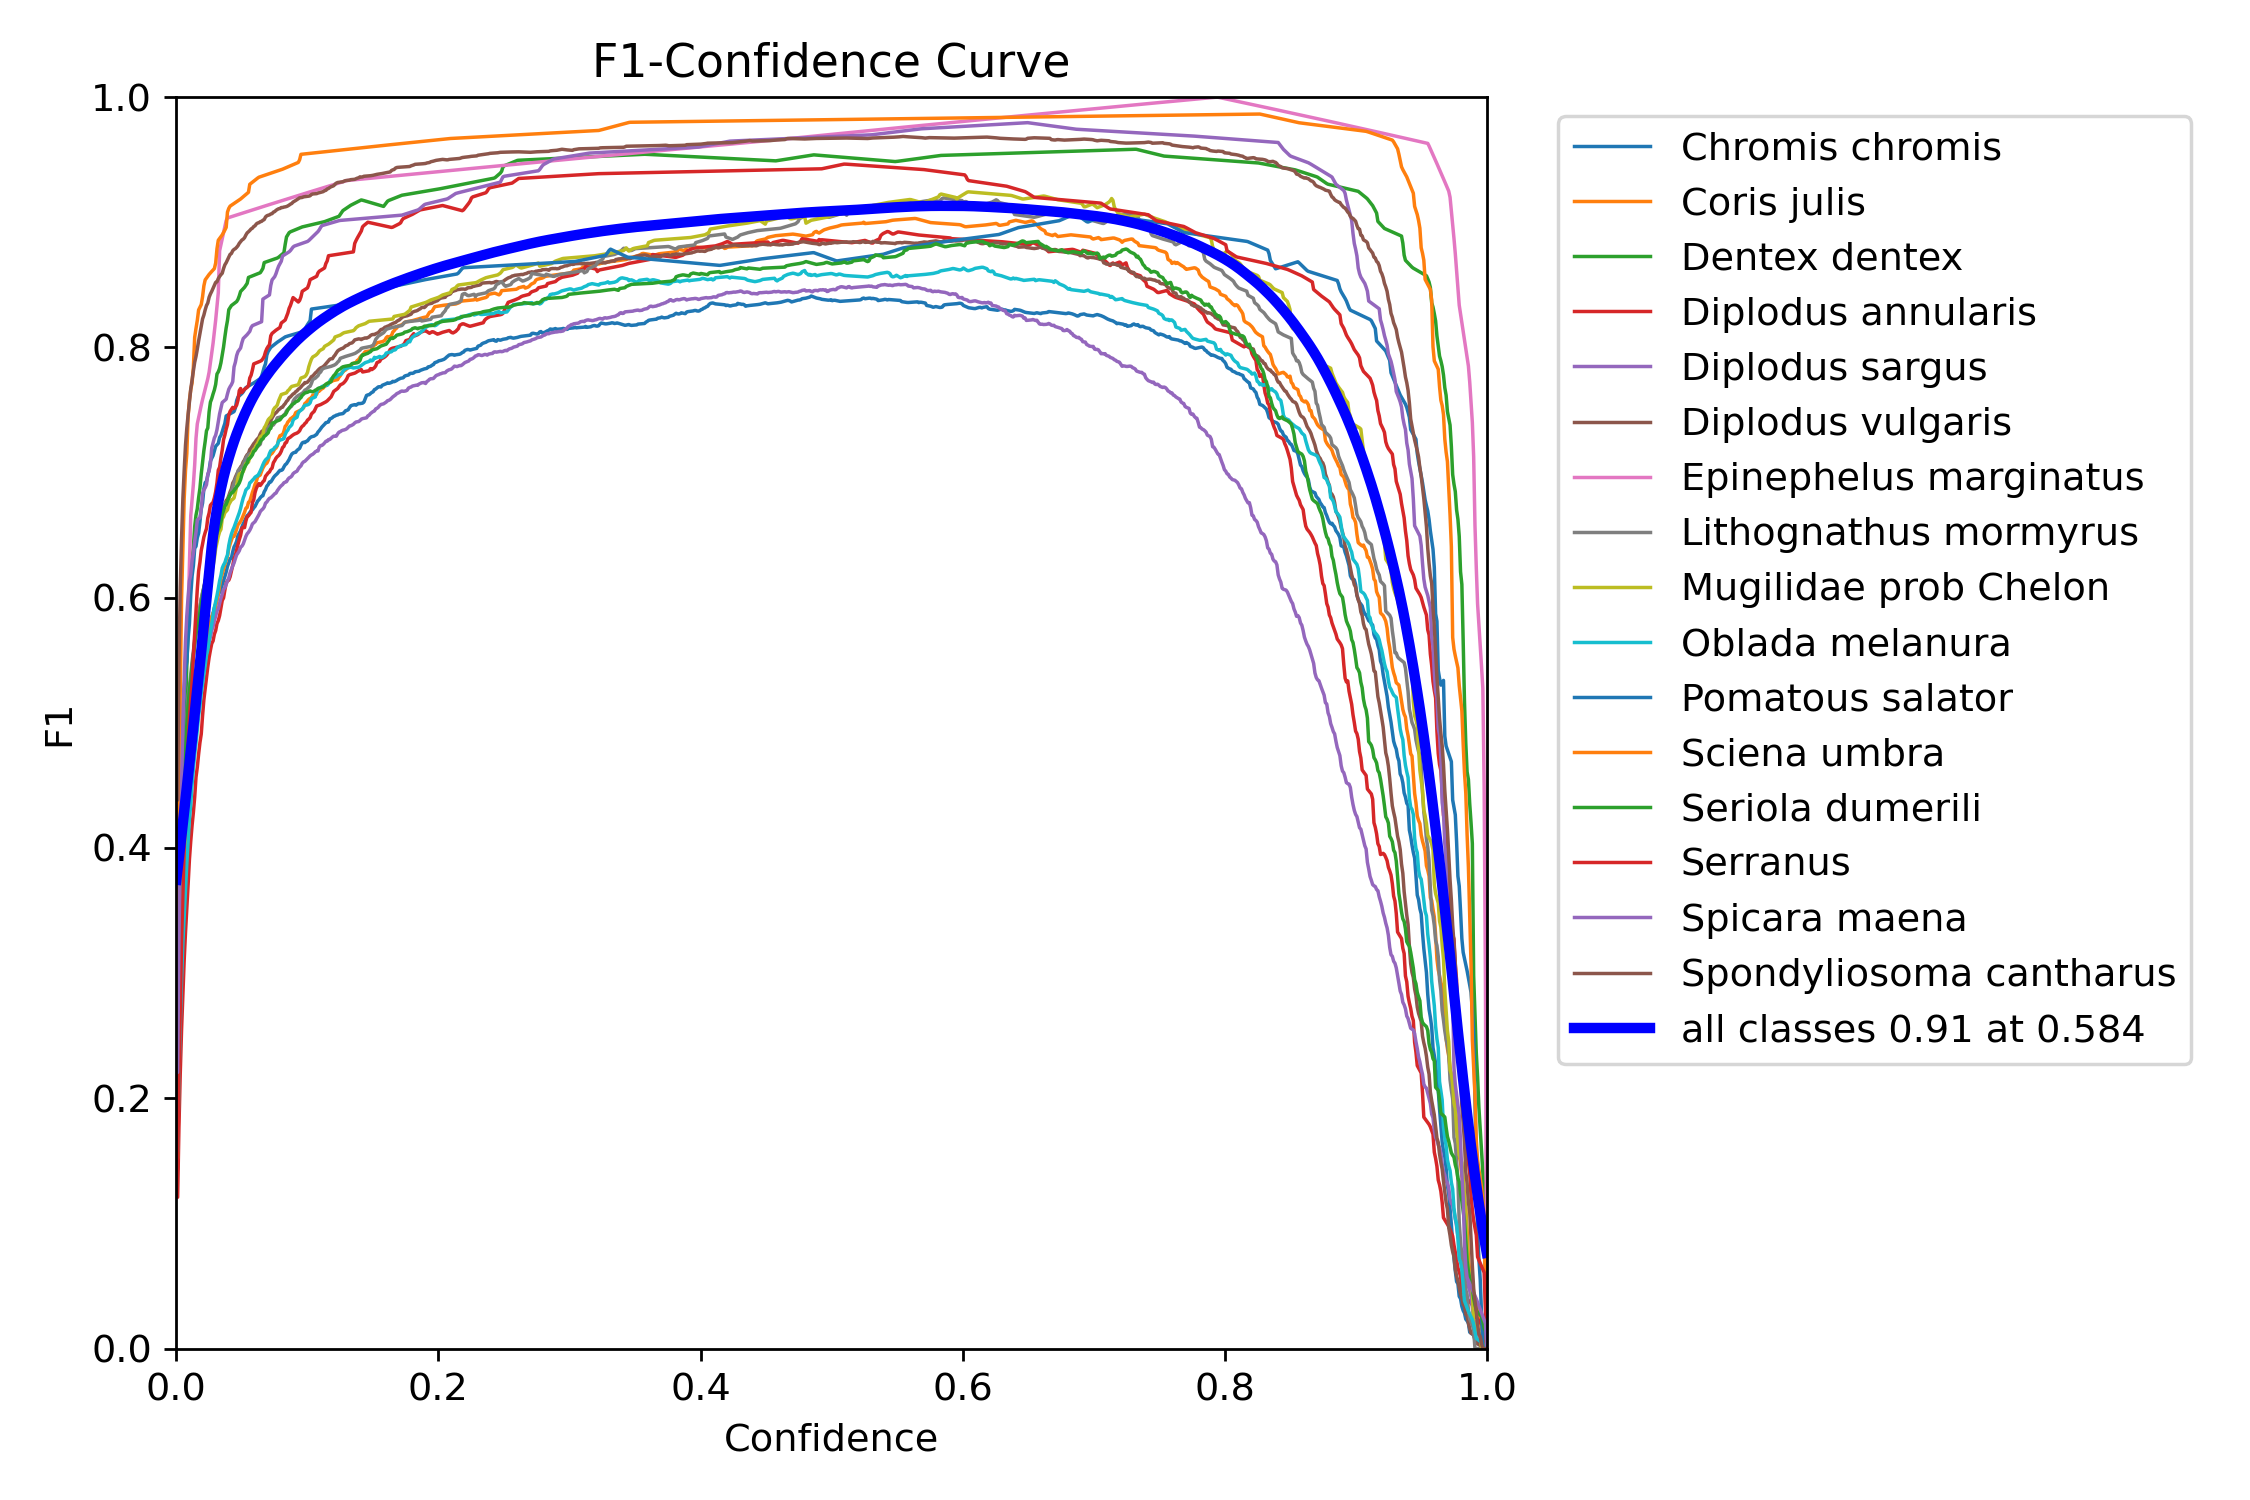 F1-Confidence Curve
1.0
0.8
0.6
0.4
0.2
0.0
F1
0.0 0.2 0.4 0.6 0.8 1.0
Confidence
Chromis chromis
Coris julis
Dentex dentex
Diplodus annularis
Diplodus sargus
Diplodus vulgaris
Epinephelus marginatus
Lithognathus mormyrus
Mugilidae prob Chelon
Oblada melanura
Pomatous salator
Sciena umbra
Seriola dumerili
Serranus
Spicara maena
Spondyliosoma cantharus
all classes 0.91 at 0.584